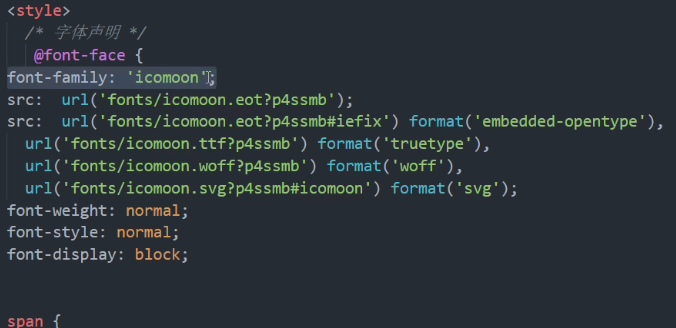 <style>
/* 字体声明 */
@font-face {
font-family: 'icomoon';
src:  url('fonts/icomoon.eot?p4ssmb');
src:  url('fonts/icomoon.eot?p4ssmb#iefix') format('embedded-opentype'),
url('fonts/icomoon.ttf?p4ssmb') format('truetype'),
url('fonts/icomoon.woff?p4ssmb') format('woff'),
url('fonts/icomoon.svg?p4ssmb#icomoon') format('svg');
font-weight: normal;
font-style: normal;
font-display: block;
span {